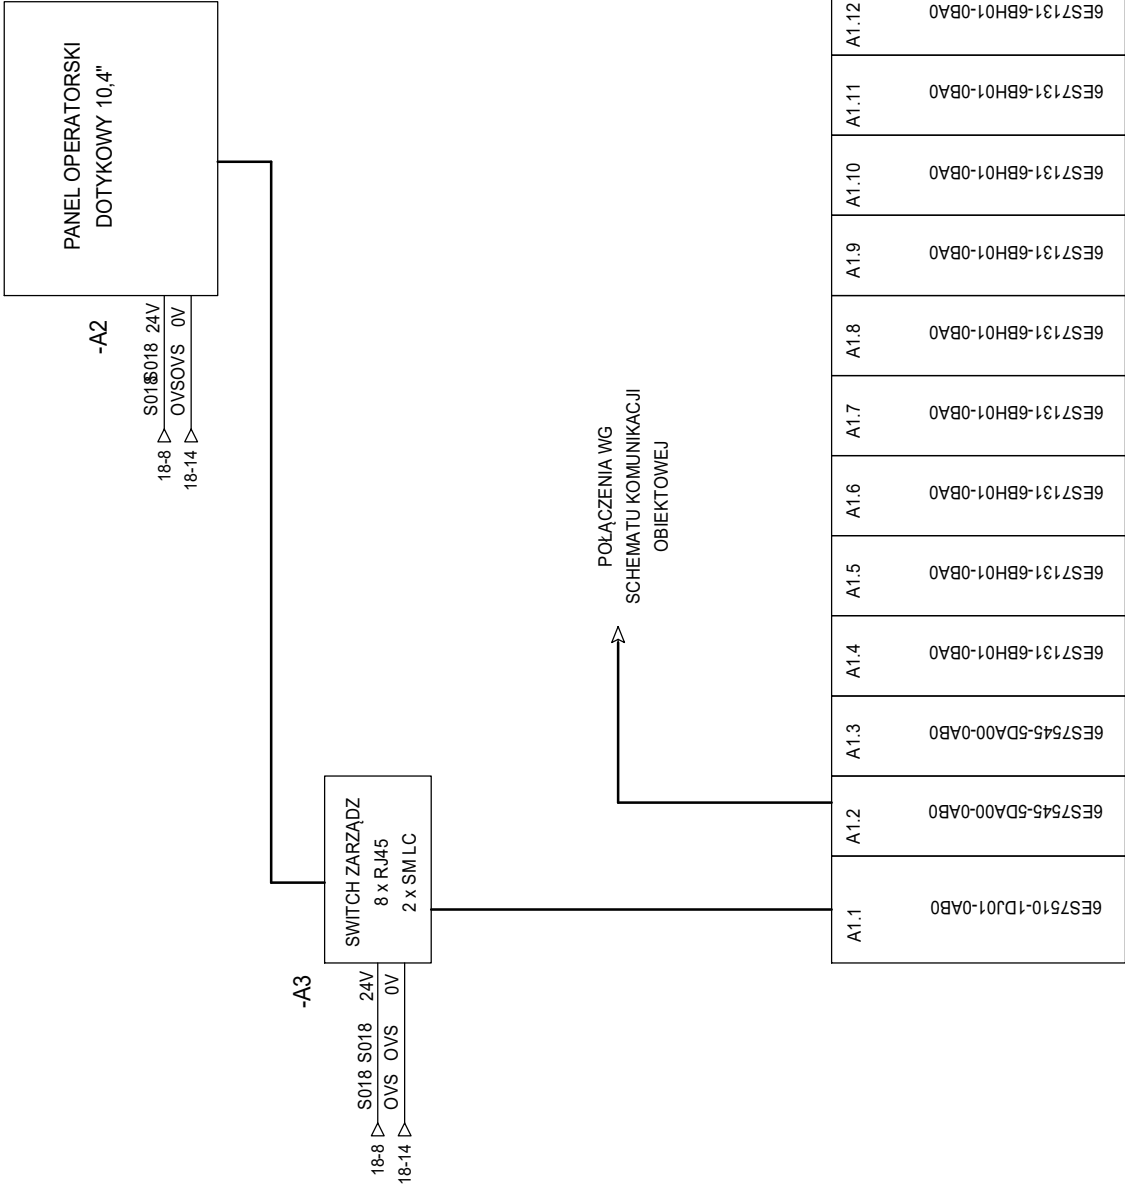 PANEL OPERATORSKI
DOTYKOWY 10,4"
-A2
S018 S018 24V
OVS OVS 0V
18-8
18-14
POŁĄCZENIA WG
SCHEMATU KOMUNIKACJI
OBIEKTOWEJ
SWITCH ZARZĄDZ
8 x RJ45
2 x SM LC
-A3
S018 S018 24V
OVS OVS 0V
18-8
18-14
A1.1
6ES7510-1DJ01-0AB0
A1.2
6ES7545-5DA00-0AB0
A1.3
6ES7545-5DA00-0AB0
A1.4
6ES7131-6BH01-0BA0
A1.5
6ES7131-6BH01-0BA0
A1.6
6ES7131-6BH01-0BA0
A1.7
6ES7131-6BH01-0BA0
A1.8
6ES7131-6BH01-0BA0
A1.9
6ES7131-6BH01-0BA0
A1.10
6ES7131-6BH01-0BA0
A1.11
6ES7131-6BH01-0BA0
A1.12
6ES7131-6BH01-0BA0